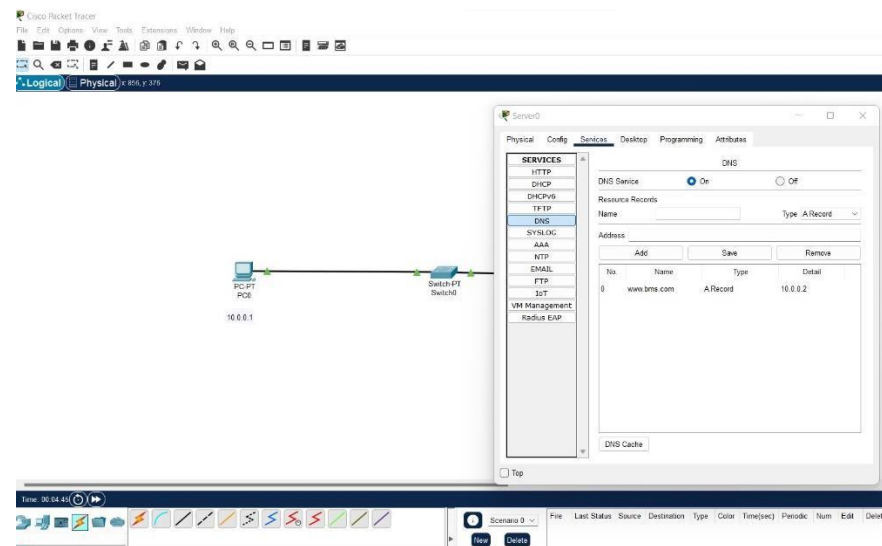 Cisco Packet Tracer
File Edit Options View Tools Extensions Window Help
Logical Physical x: 856, y: 376
Server0
Physical Config Services Desktop Programming Attributes
SERVICES
HTTP
DHCP
DHCPv6
TFTP
DNS
SYSLOG
AAA
NTP
EMAIL
FTP
IoT
VM Management
Radius EAP
DNS
DNS Service On Off
Resource Records
Name Type A Record
Address
Add Save Remove
No. Name Type Detail
0 www.bms.com A Record 10.0.0.2
DNS Cache
Top
PC-PT
PC0
10.0.0.1
Switch-PT
Switch0
Time: 00:04:45
Scenario 0
New Delete
Fire Last Status Source Destination Type Color Time(sec) Periodic Num Edit Delet